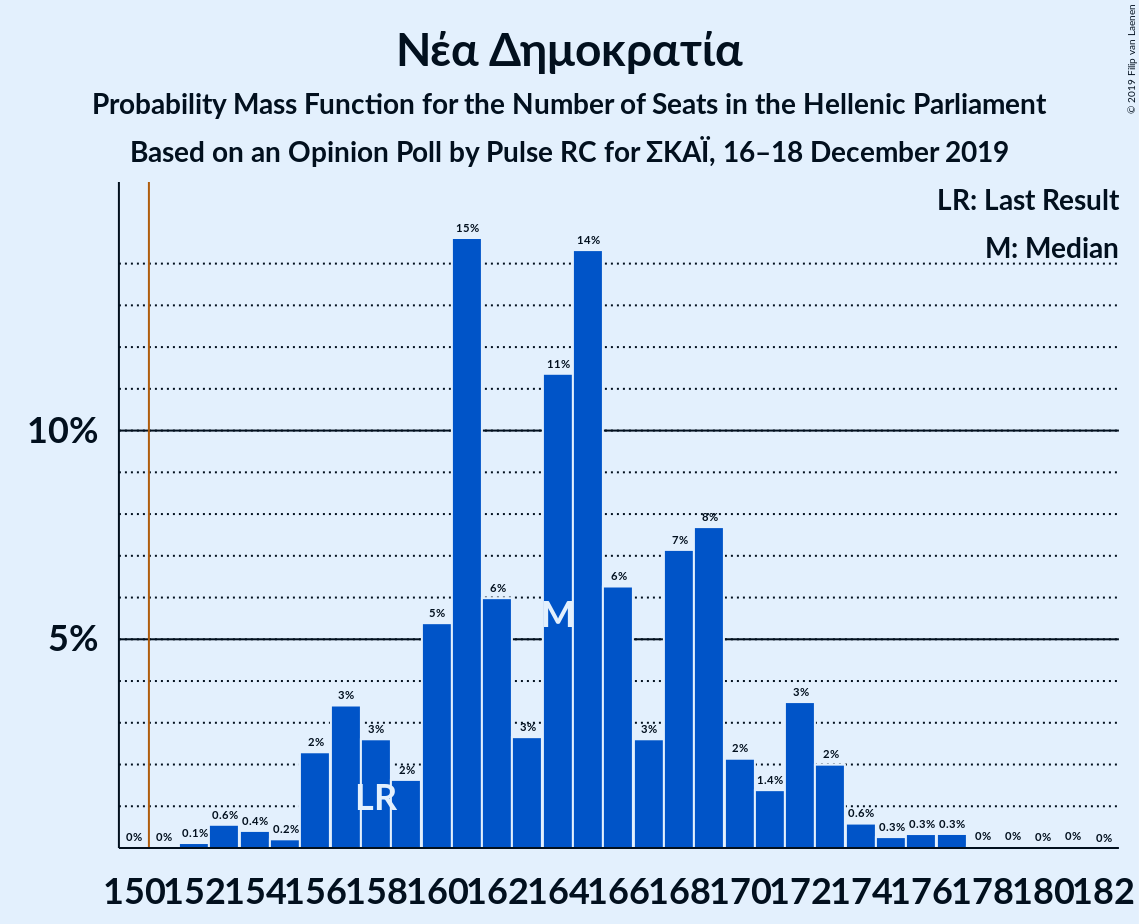 Νέα Δημοκρατία
Probability Mass Function for the Number of Seats in the Hellenic Parliament
Based on an Opinion Poll by Pulse RC for ΣΚΑΪ, 16–18 December 2019
© 2019 Filip van Laenen
LR: Last Result
M: Median
15%
14%
11%
10%
8%
7%
6%
6%
5%
M
5%
3%
3%
3%
3%
3%
2%
2%
2%
2%
LR
1.4%
0% 0% 0.1% 0.6% 0.4% 0.2%
0.6% 0.3% 0.3% 0.3% 0% 0% 0% 0% 0%
150 152 154 156 158 160 162 164 166 168 170 172 174 176 178 180 182